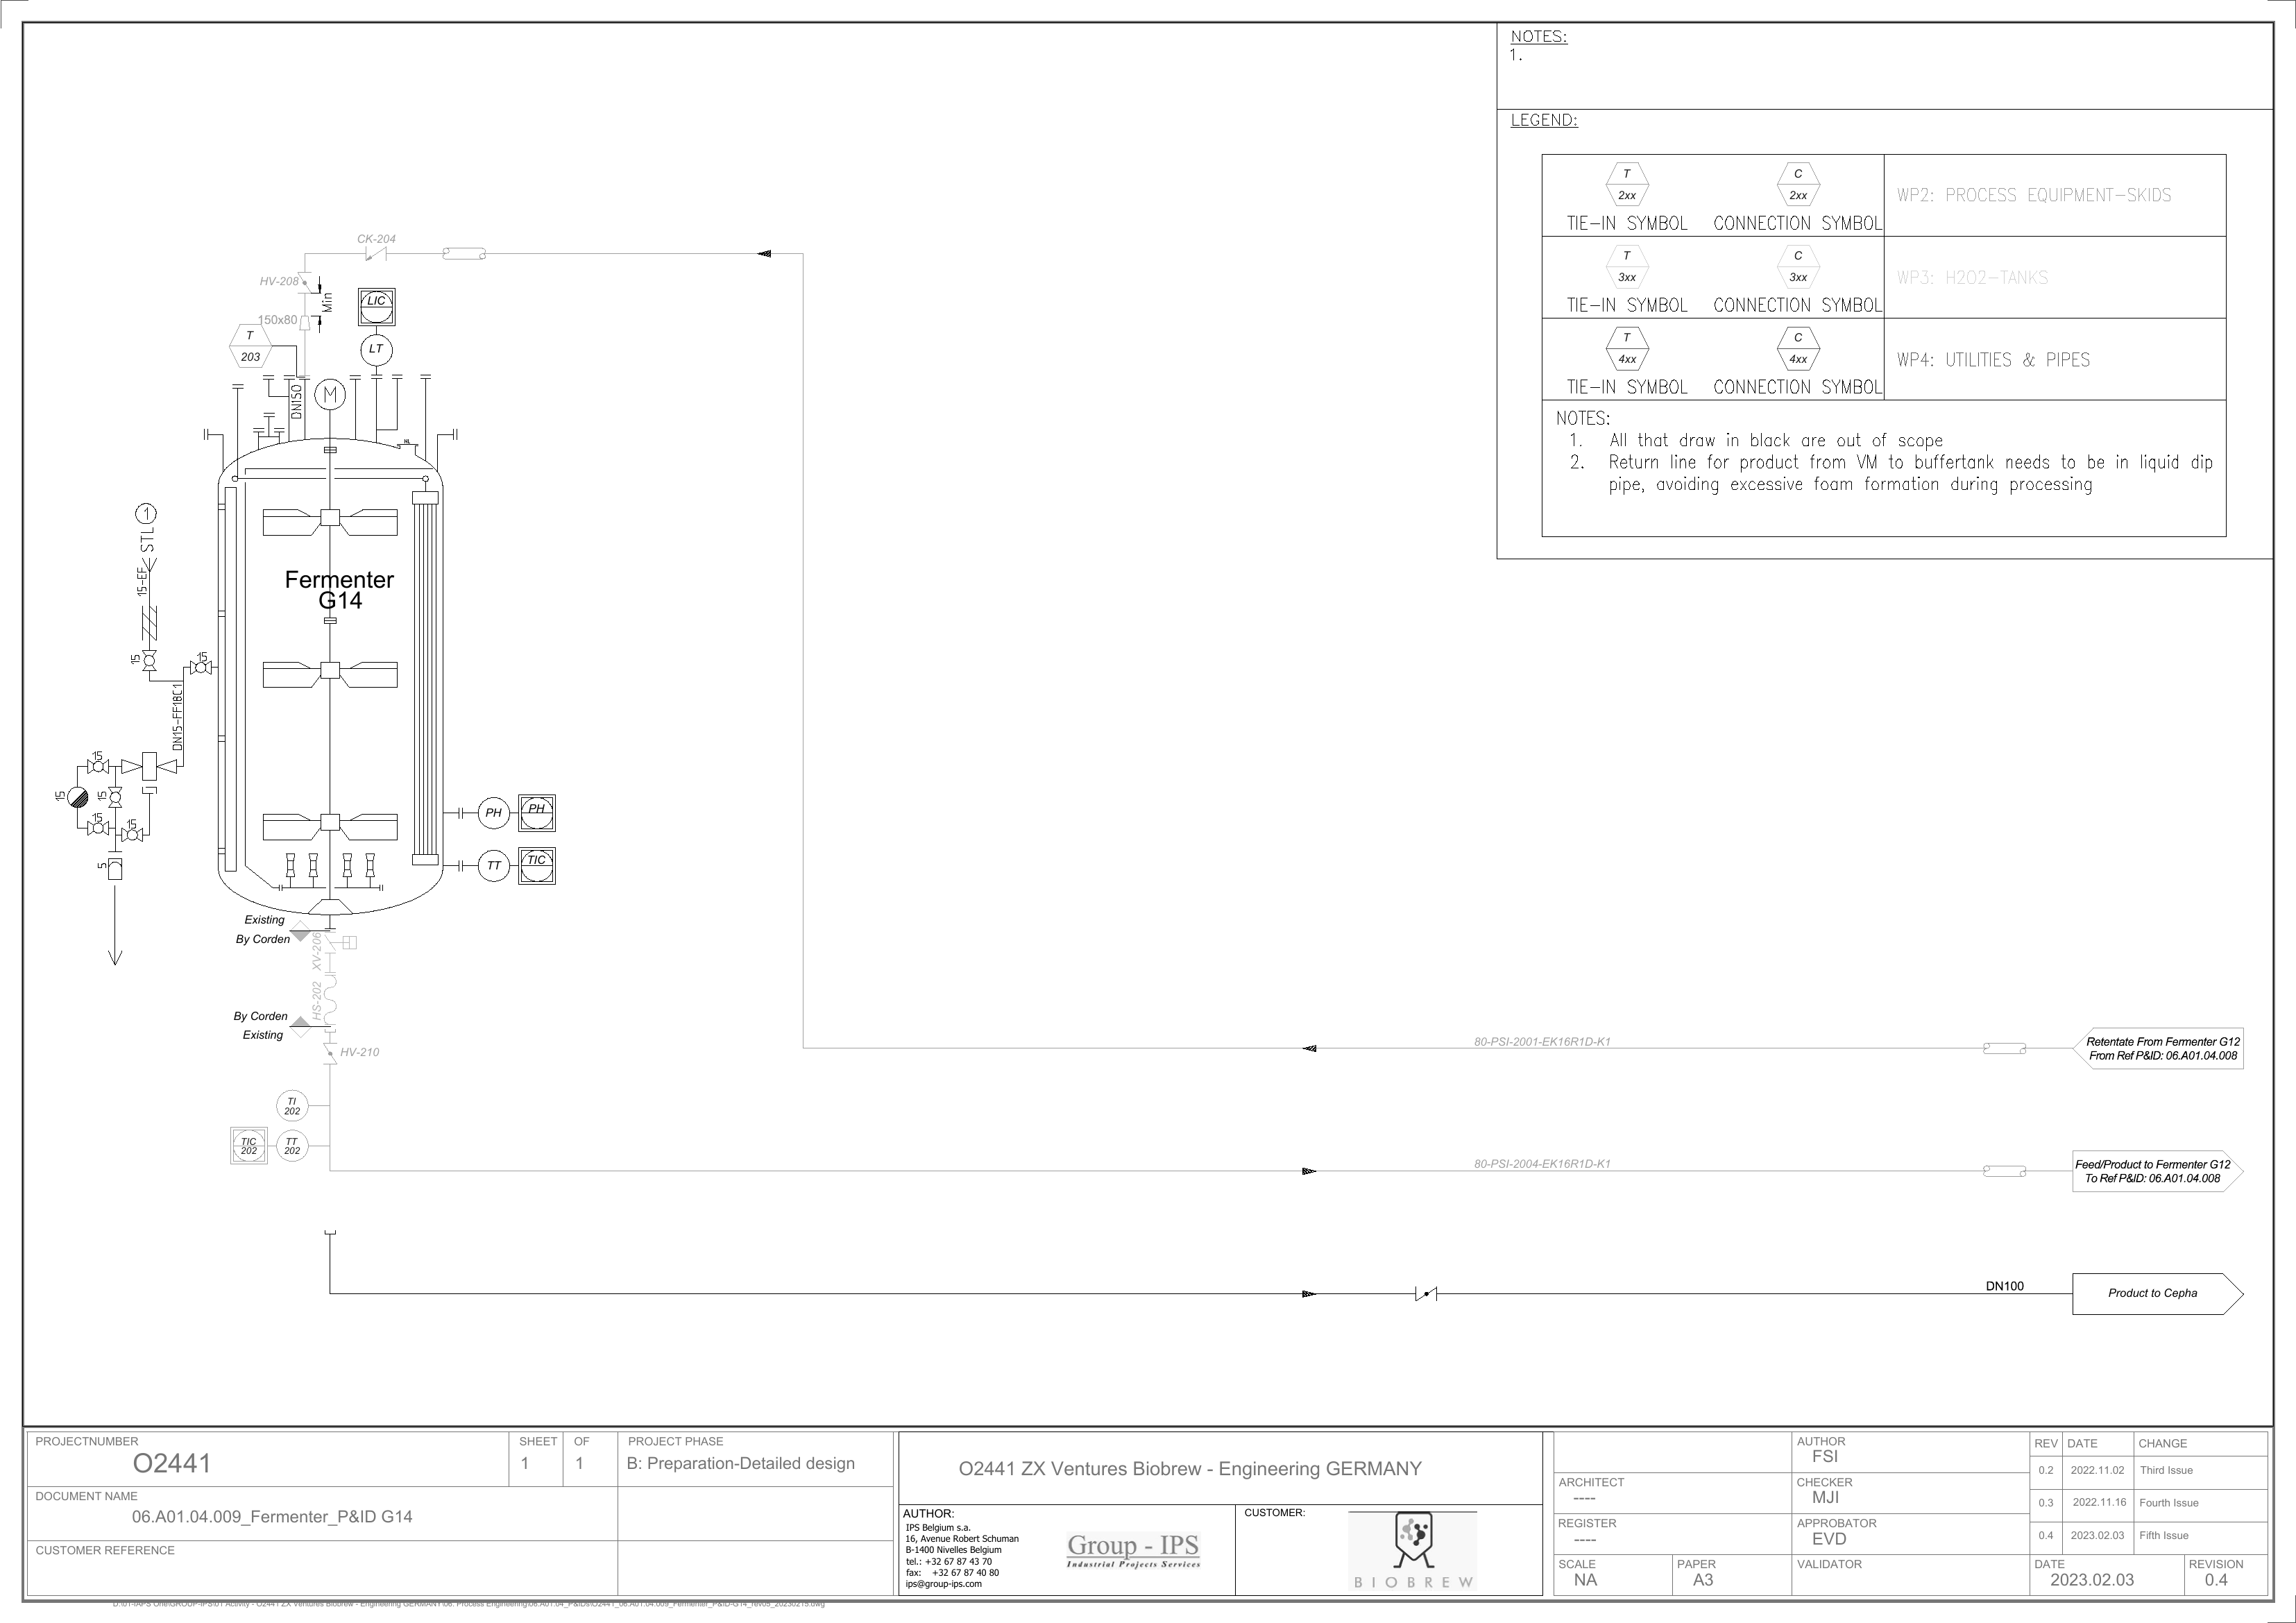 NOTES:
1.
LEGEND:
T
2xx
C
2xx
TIE-IN SYMBOL CONNECTION SYMBOL
WP2: PROCESS EQUIPMENT-SKIDS
T
3xx
C
3xx
TIE-IN SYMBOL CONNECTION SYMBOL
WP3: H2O2-TANKS
T
4xx
C
4xx
TIE-IN SYMBOL CONNECTION SYMBOL
WP4: UTILITIES & PIPES
NOTES:
1. All that draw in black are out of scope
2. Return line for product from VM to buffertank needs to be in liquid dip
pipe, avoiding excessive foam formation during processing
CK-204
HV-208
Min
150x80
T
203
LIC
LT
DN150
M
1
STL
15-EF
15
15
DN15-FF18C1
15
15
15
15
15
5
Fermenter
G14
PH
PH
TT
TIC
Existing
By Corden
XV-206
HS-202
By Corden
Existing
HV-210
TI
202
TIC
202
TT
202
80-PSI-2001-EK16R1D-K1
Retentate From Fermenter G12
From Ref P&ID: 06.A01.04.008
80-PSI-2004-EK16R1D-K1
Feed/Product to Fermenter G12
To Ref P&ID: 06.A01.04.008
DN100
Product to Cepha
PROJECTNUMBER
O2441
SHEET
1
OF
1
PROJECT PHASE
B: Preparation-Detailed design
DOCUMENT NAME
06.A01.04.009_Fermenter_P&ID G14
CUSTOMER REFERENCE
O2441 ZX Ventures Biobrew - Engineering GERMANY
AUTHOR:
IPS Belgium s.a.
16, Avenue Robert Schuman
B-1400 Nivelles Belgium
tel.: +32 67 87 43 70
fax: +32 67 87 40 80
ips@group-ips.com
Group - IPS
Industrial Projects Services
CUSTOMER:
BIOBREW
AUTHOR
FSI
ARCHITECT
----
CHECKER
MJI
REGISTER
----
APPROBATOR
EVD
SCALE
NA
PAPER
A3
VALIDATOR
REV DATE CHANGE
0.2 2022.11.02 Third Issue
0.3 2022.11.16 Fourth Issue
0.4 2023.02.03 Fifth Issue
DATE
2023.02.03
REVISION
0.4